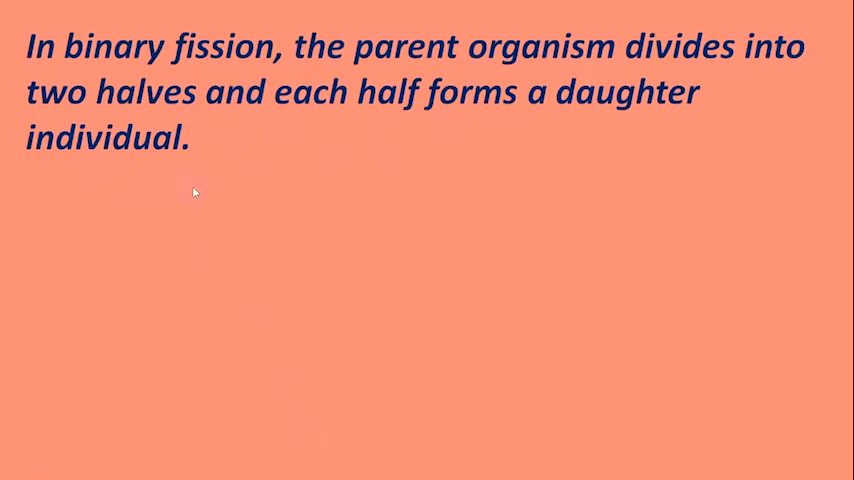 In binary fission, the parent organism divides into
two halves and each half forms a daughter
individual.